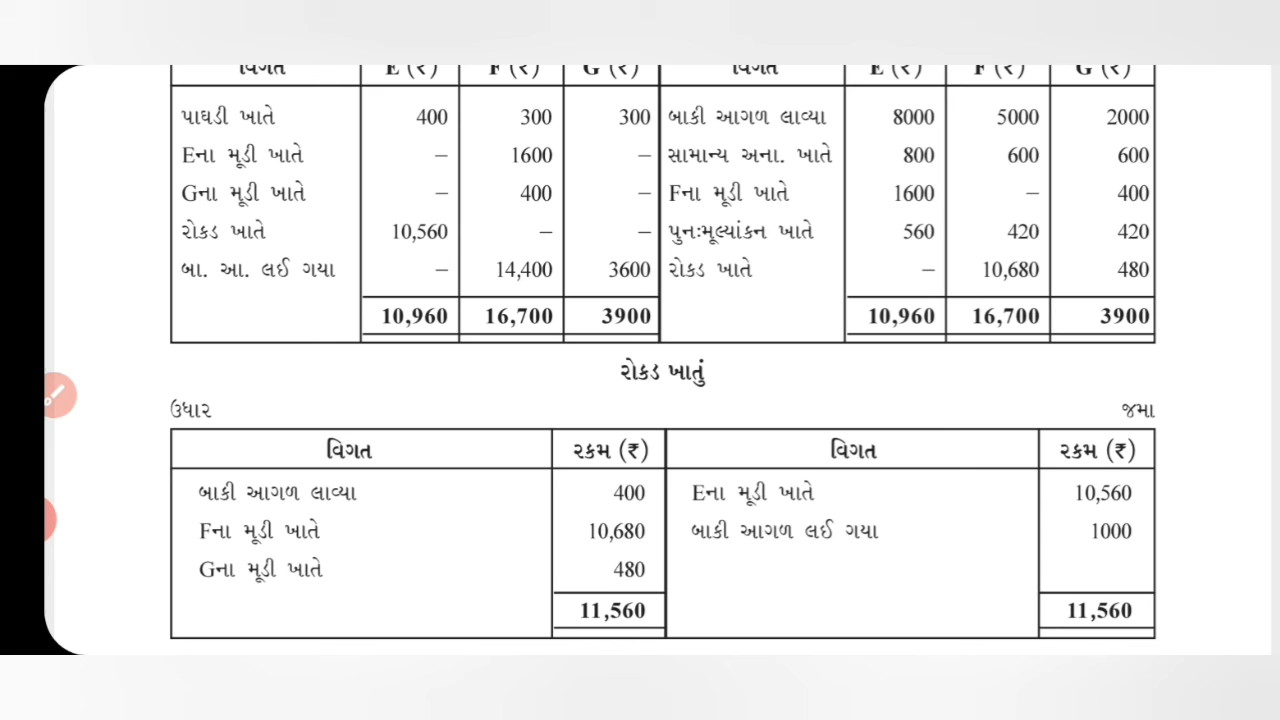 વિગત E (₹) F (₹) G (₹) વિગત E (₹) F (₹) G (₹)
પાઘડી ખાતે 400 300 300 બાકી આગળ લાવ્યા 8000 5000 2000
Eના મૂડી ખાતે – 1600 – સામાન્ય અના. ખાતે 800 600 600
Gના મૂડી ખાતે – 400 – Fના મૂડી ખાતે 1600 – 400
રોકડ ખાતે 10,560 – – પુનઃમૂલ્યાંકન ખાતે 560 420 420
બા. આ. લઈ ગયા – 14,400 3600 રોકડ ખાતે – 10,680 480
10,960 16,700 3900 10,960 16,700 3900
રોકડ ખાતું
ઉધાર જમા
વિગત રકમ (₹) વિગત રકમ (₹)
બાકી આગળ લાવ્યા 400 Eના મૂડી ખાતે 10,560
Fના મૂડી ખાતે 10,680 બાકી આગળ લઈ ગયા 1000
Gના મૂડી ખાતે 480
11,560 11,560